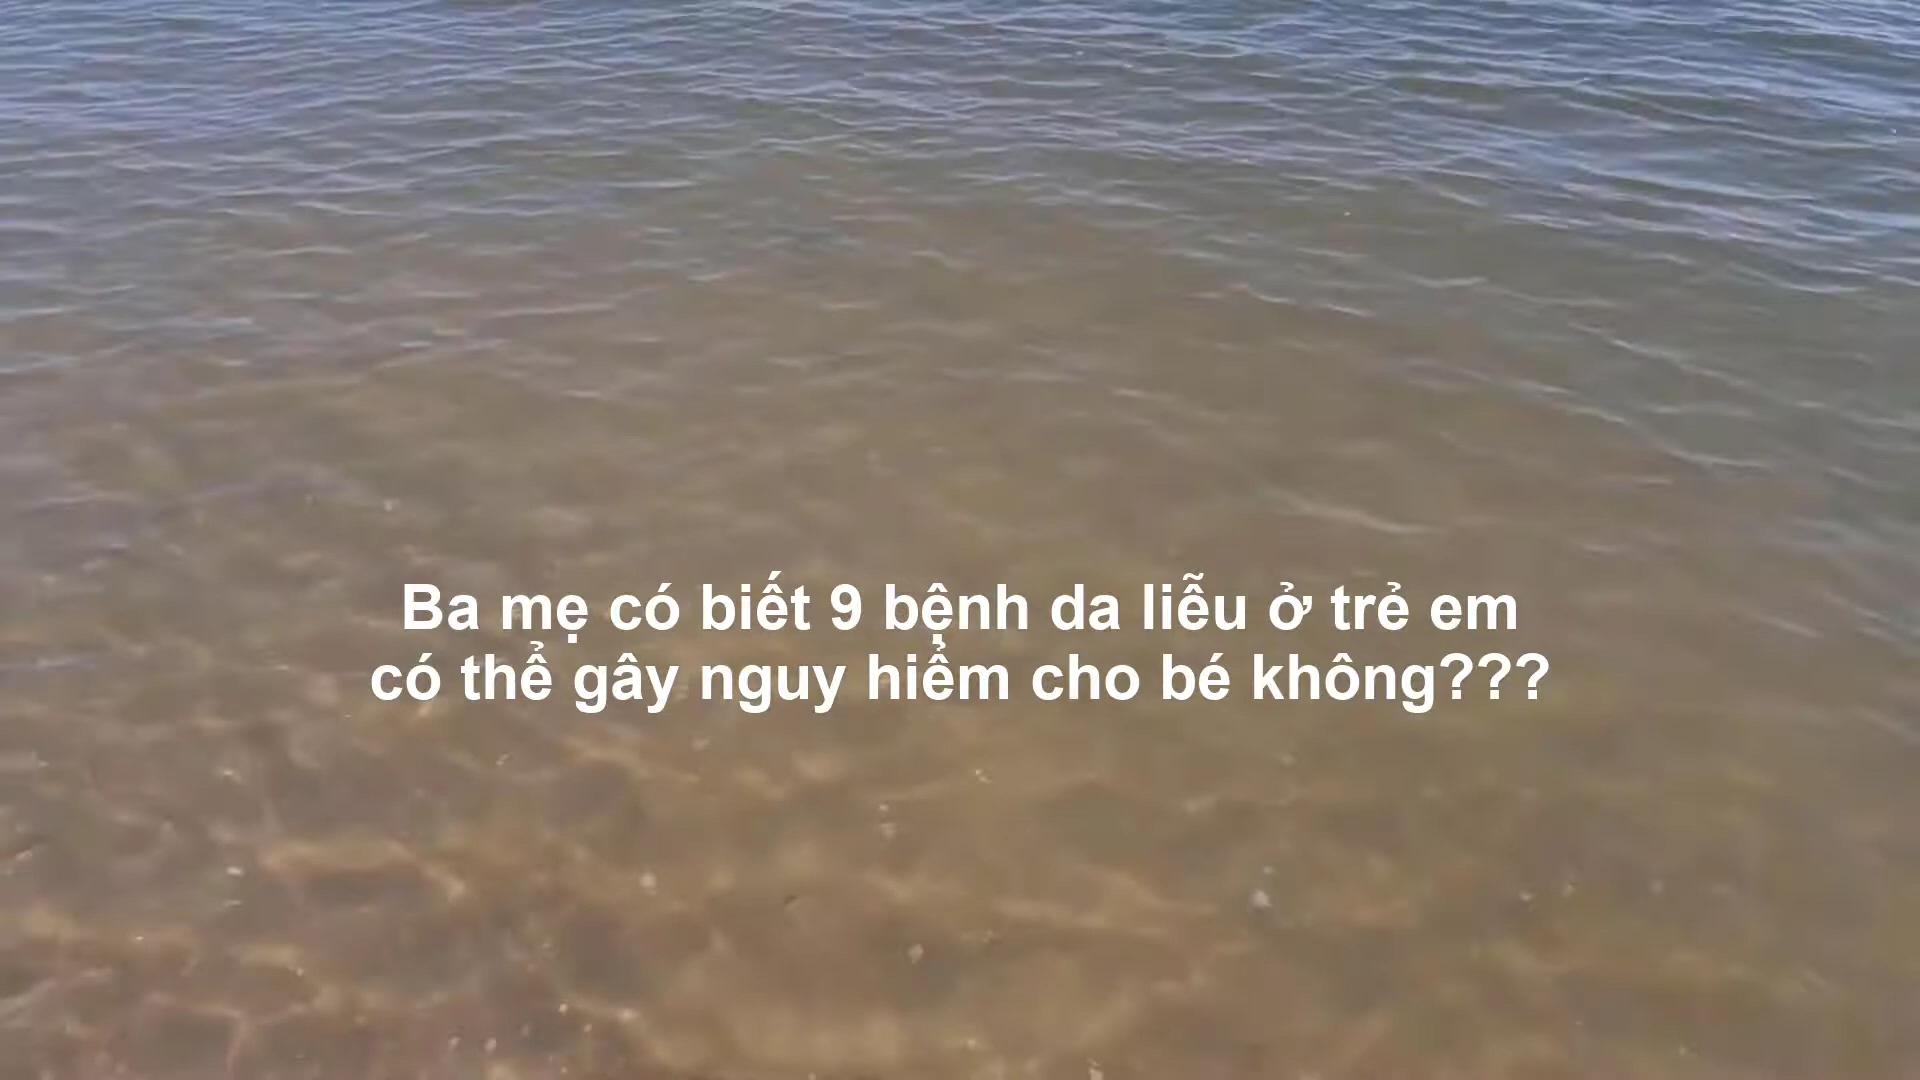 Ba mẹ có biết 9 bệnh da liễu ở trẻ em
có thể gây nguy hiểm cho bé không???